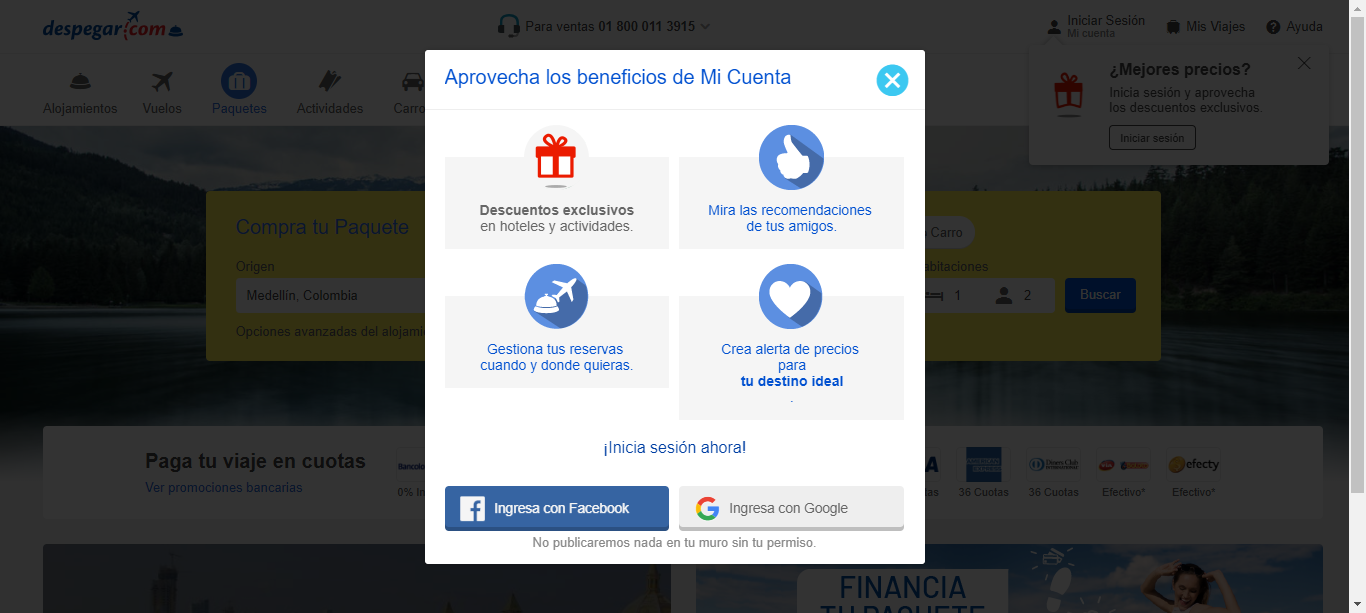 despegar.com
Para ventas 01 800 011 3915
Iniciar Sesión
Mi cuenta
Mis Viajes
Ayuda
Alojamientos
Vuelos
Paquetes
Actividades
Carro
¿Mejores precios?
Inicia sesión y aprovecha
los descuentos exclusivos.
Iniciar sesión
Aprovecha los beneficios de Mi Cuenta
Descuentos exclusivos
en hoteles y actividades.
Mira las recomendaciones
de tus amigos.
Gestiona tus reservas
cuando y donde quieras.
Crea alerta de precios
para
tu destino ideal
.
¡Inicia sesión ahora!
Ingresa con Facebook
Ingresa con Google
No publicaremos nada en tu muro sin tu permiso.
Compra tu Paquete
Carro
Origen
Medellín, Colombia
1
2
Buscar
Opciones avanzadas del alojami
Paga tu viaje en cuotas
Ver promociones bancarias
0% In
36 Cuotas
36 Cuotas
Efectivo*
efecty
Efectivo*
FINANCIA
TU PAQUETE